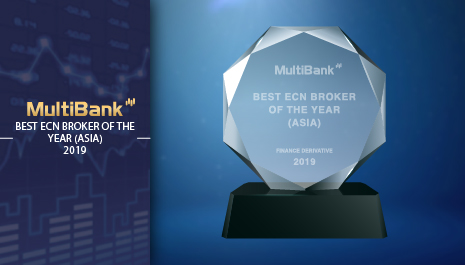 MultiBank
BEST ECN BROKER OF THE
YEAR (ASIA)
2019
MultiBank
BEST ECN BROKER
OF THE YEAR
(ASIA)
FINANCE DERIVATIVE
2019